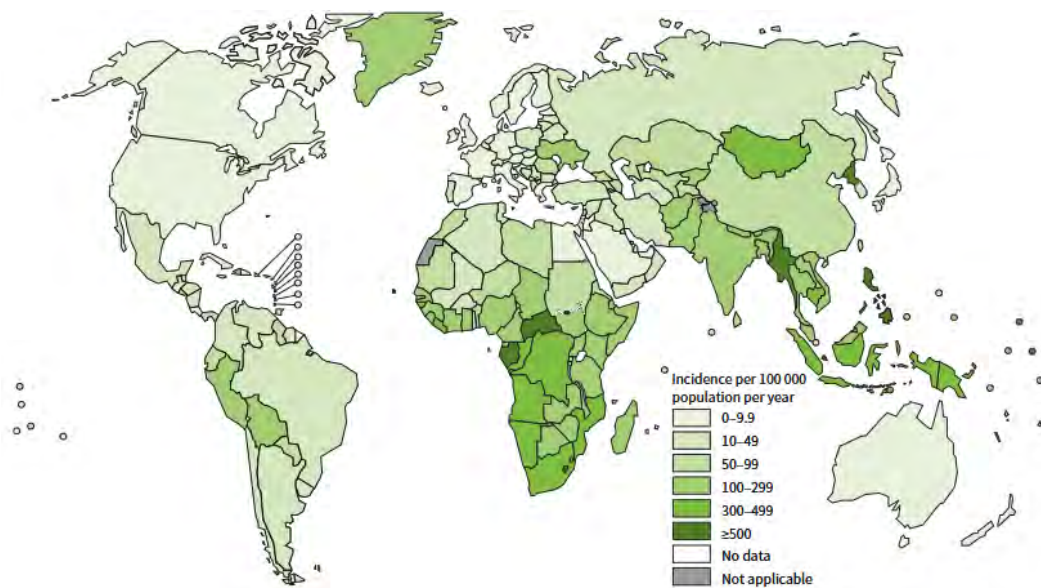 Incidence per 100 000
population per year
0–9.9
10–49
50–99
100–299
300–499
≥500
No data
Not applicable